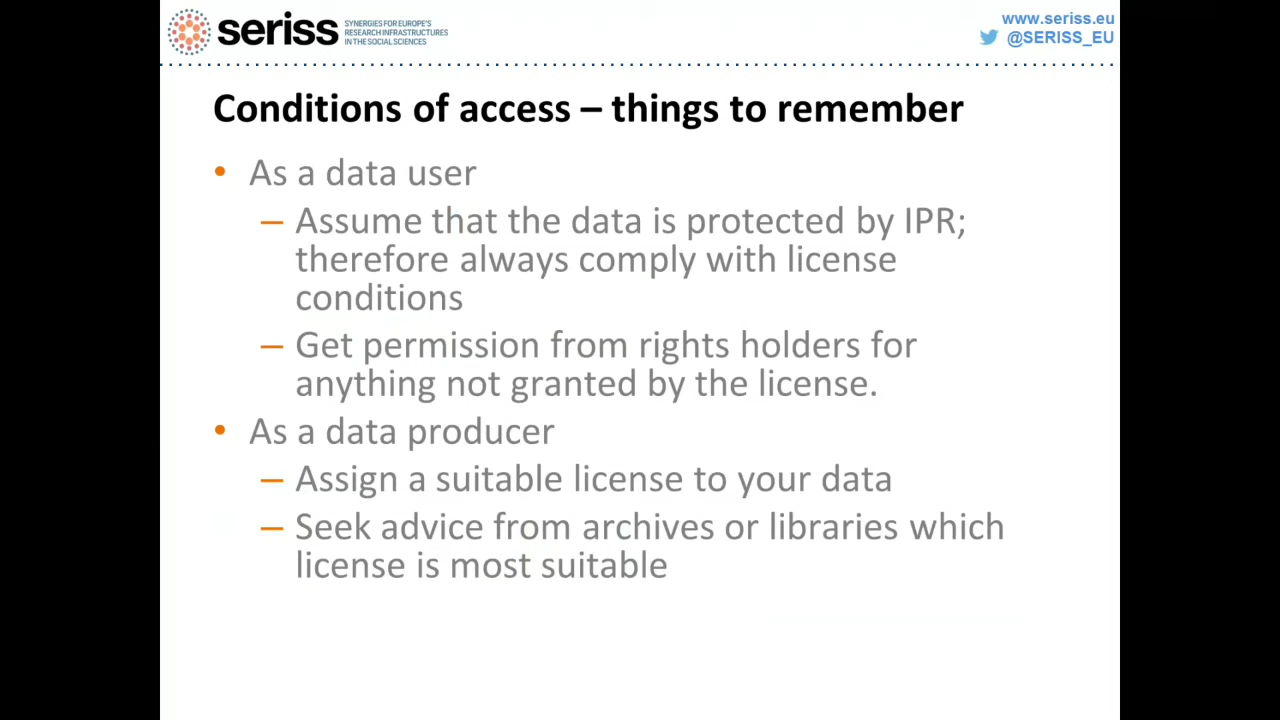 seriss
SYNERGIES FOR EUROPE'S
RESEARCH INFRASTRUCTURES
IN THE SOCIAL SCIENCES
www.seriss.eu
@SERISS_EU
Conditions of access – things to remember
• As a data user
– Assume that the data is protected by IPR;
therefore always comply with license
conditions
– Get permission from rights holders for
anything not granted by the license.
• As a data producer
– Assign a suitable license to your data
– Seek advice from archives or libraries which
license is most suitable